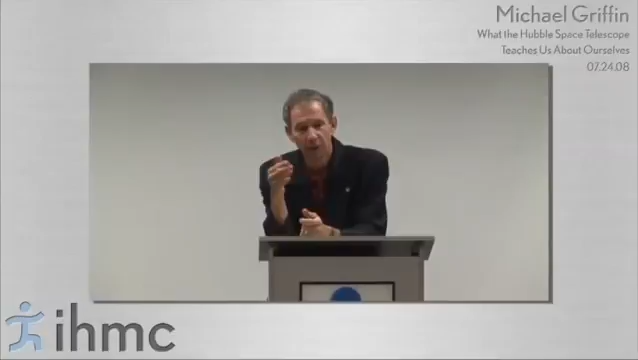 Michael Griffin
What the Hubble Space Telescope
Teaches Us About Ourselves
07.24.08
ihmc